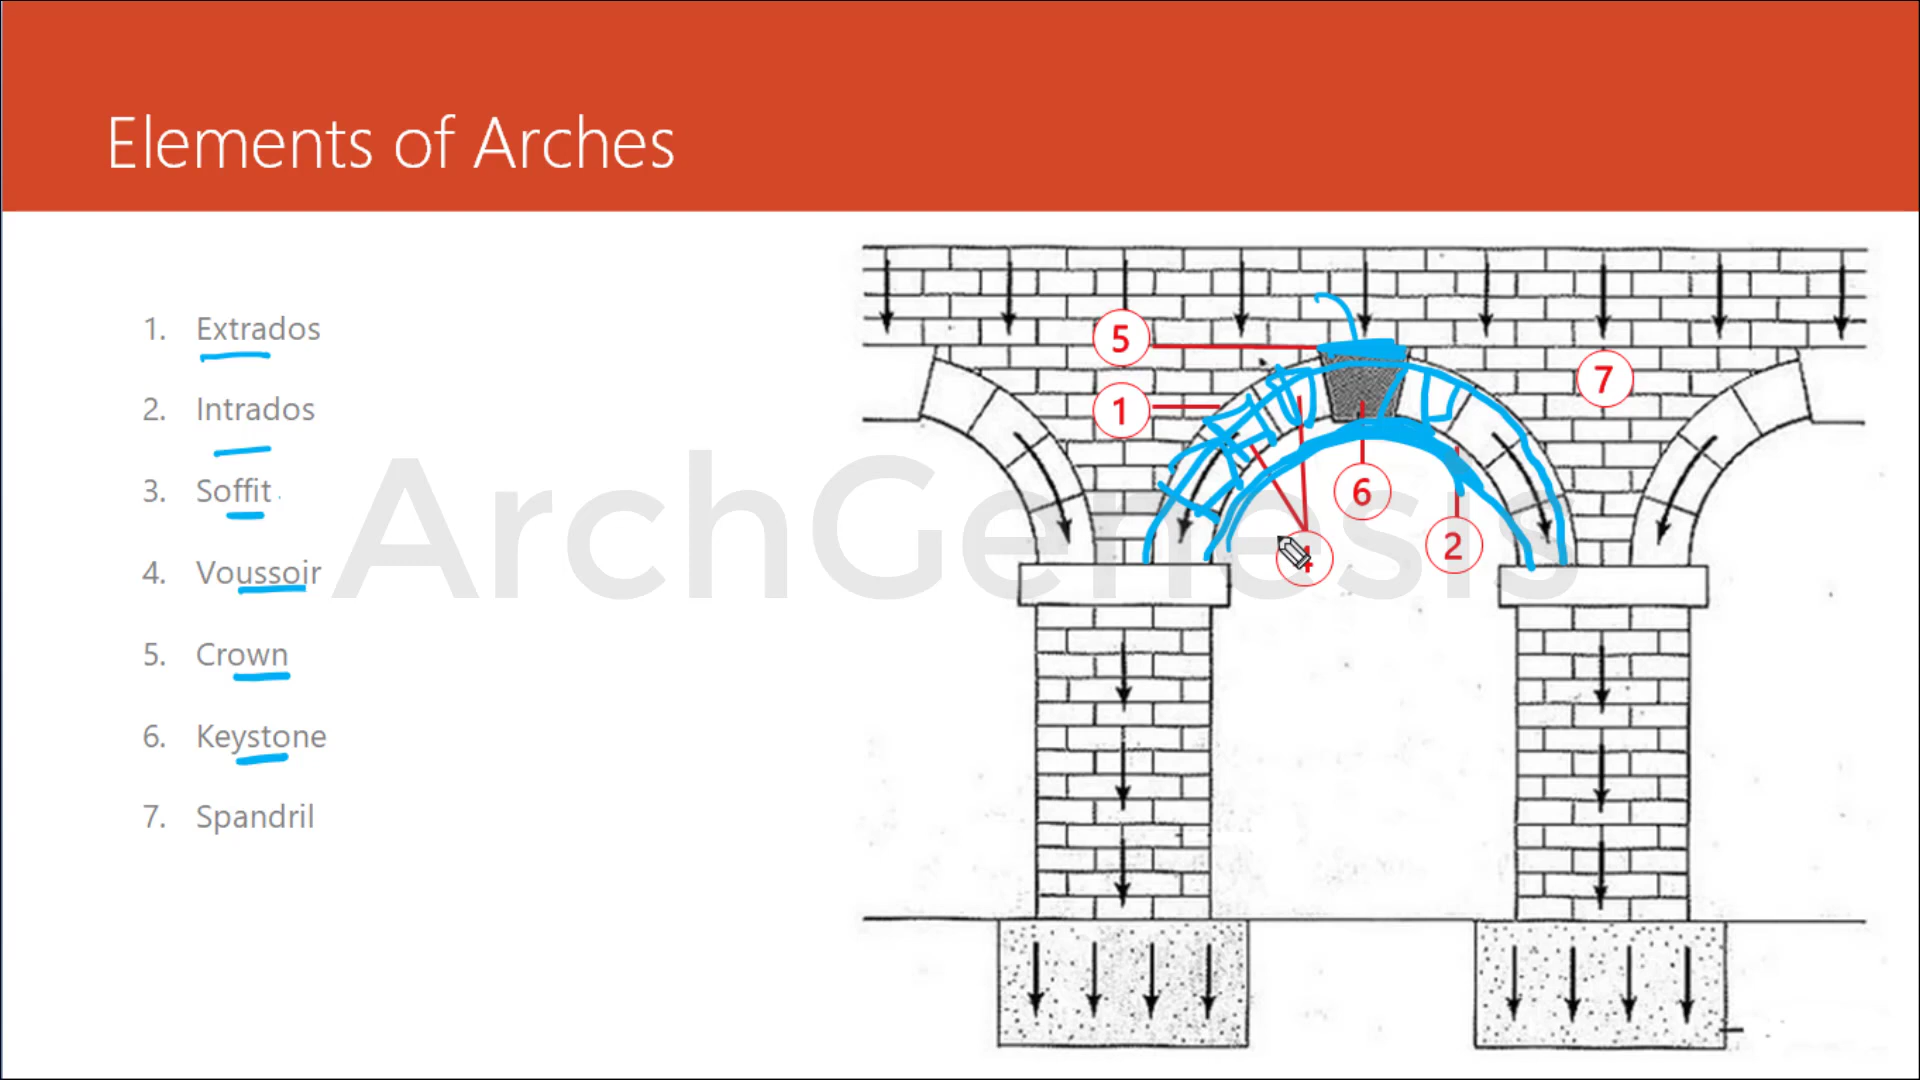 Elements of Arches
1. Extrados
2. Intrados
3. Soffit
4. Voussoir
5. Crown
6. Keystone
7. Spandril
ArchGenesis
5
7
1
6
2
4